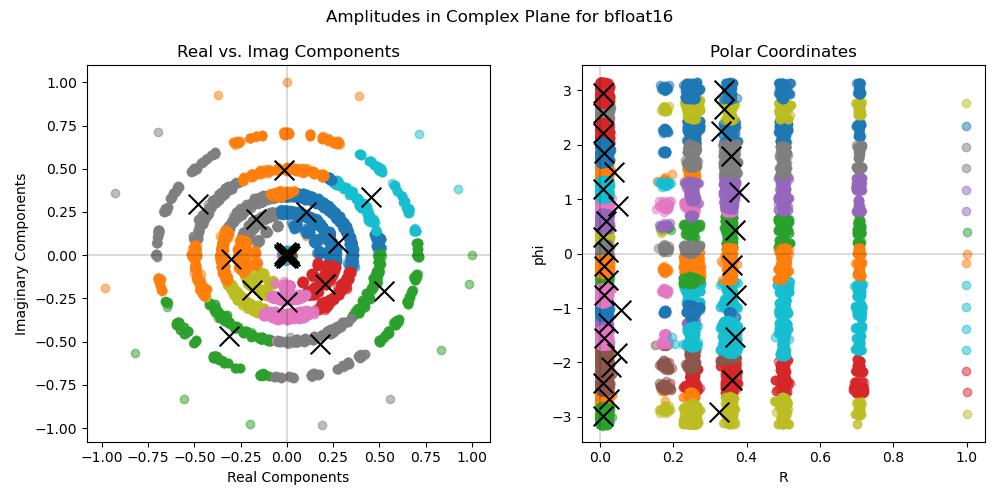 Amplitudes in Complex Plane for bfloat16
Real vs. Imag Components
1.00
0.75
0.50
0.25
0.00
−0.25
−0.50
−0.75
−1.00
Imaginary Components
−1.00 −0.75 −0.50 −0.25 0.00 0.25 0.50 0.75 1.00
Real Components
Polar Coordinates
3
2
1
0
−1
−2
−3
phi
0.0 0.2 0.4 0.6 0.8 1.0
R